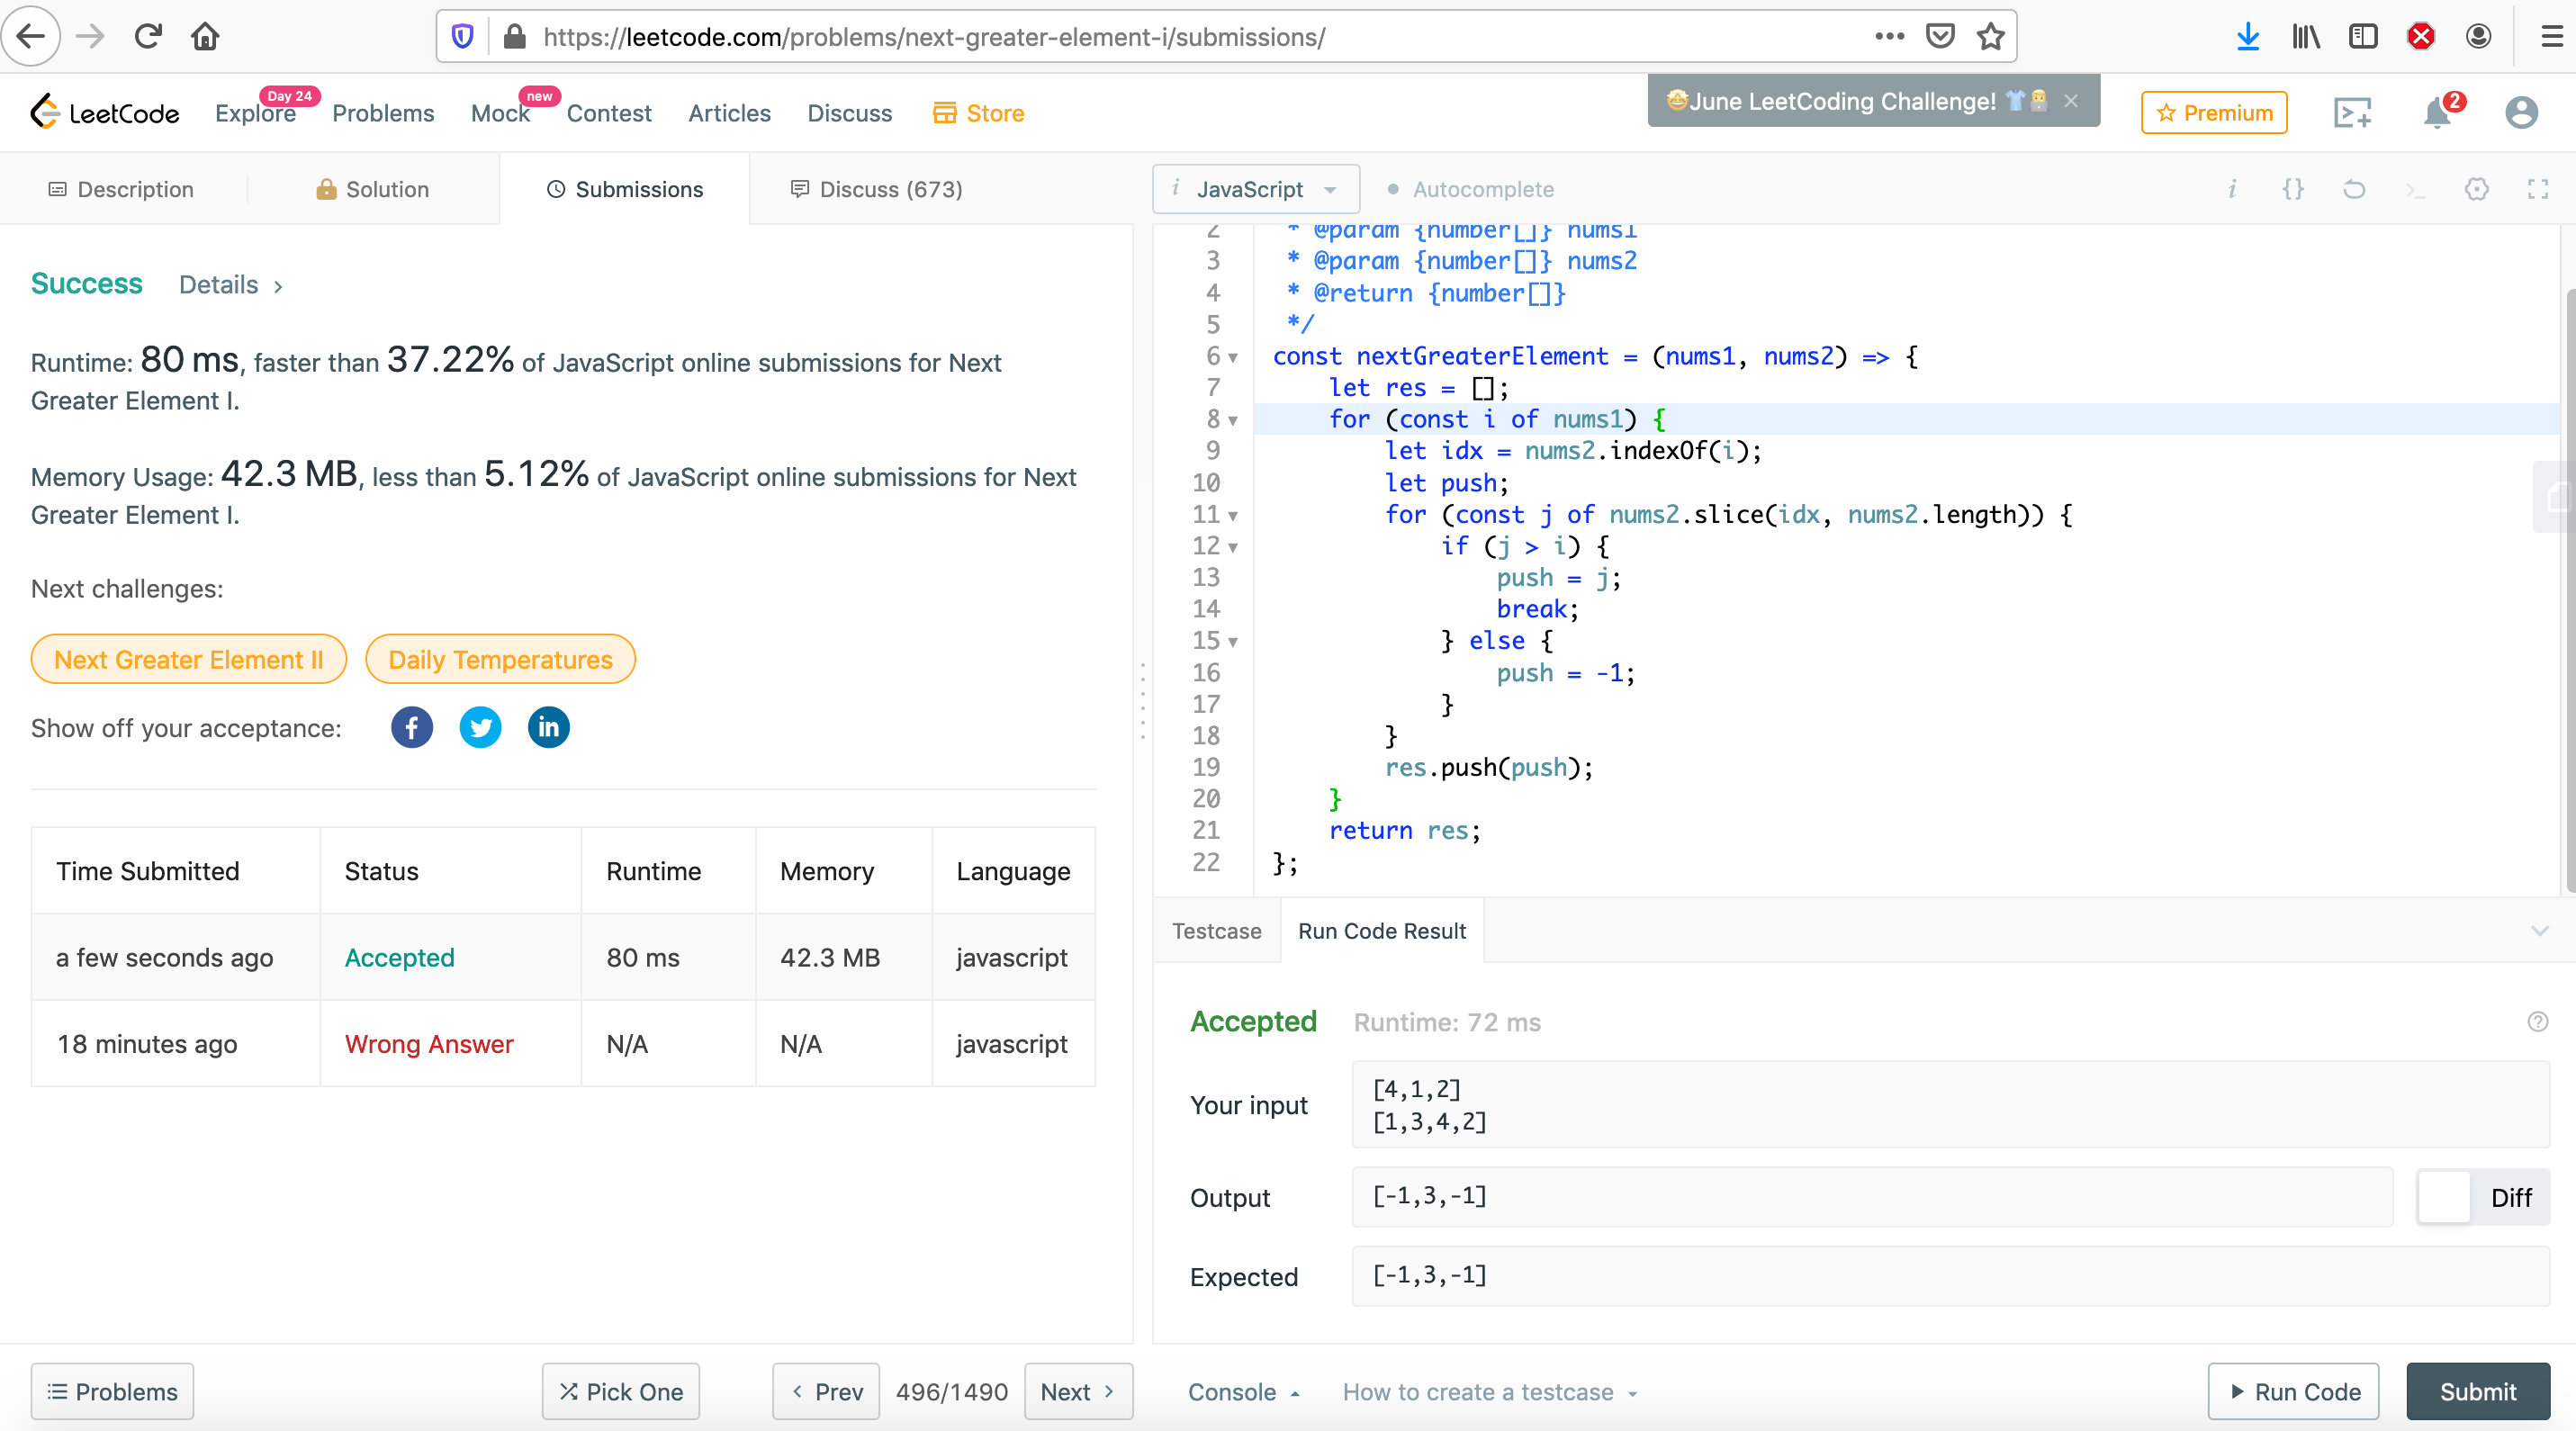 https://leetcode.com/problems/next-greater-element-i/submissions/
LeetCode
Explore
Day 24
Problems
Mock
new
Contest
Articles
Discuss
Store
🤩June LeetCoding Challenge! 👕
Premium
2
Description
Solution
Submissions
Discuss (673)
i JavaScript
Autocomplete
i {} >_
Success Details >
Runtime: 80 ms, faster than 37.22% of JavaScript online submissions for Next
Greater Element I.
Memory Usage: 42.3 MB, less than 5.12% of JavaScript online submissions for Next
Greater Element I.
Next challenges:
Next Greater Element II
Daily Temperatures
Show off your acceptance:
Time Submitted Status Runtime Memory Language
a few seconds ago Accepted 80 ms 42.3 MB javascript
18 minutes ago Wrong Answer N/A N/A javascript
2 * @param {number[]} nums1
3 * @param {number[]} nums2
4 * @return {number[]}
5 */
6 const nextGreaterElement = (nums1, nums2) => {
7 let res = [];
8 for (const i of nums1) {
9 let idx = nums2.indexOf(i);
10 let push;
11 for (const j of nums2.slice(idx, nums2.length)) {
12 if (j > i) {
13 push = j;
14 break;
15 } else {
16 push = -1;
17 }
18 }
19 res.push(push);
20 }
21 return res;
22 };
Testcase
Run Code Result
Accepted Runtime: 72 ms
Your input
[4,1,2]
[1,3,4,2]
Output
[-1,3,-1]
Diff
Expected
[-1,3,-1]
Problems
Pick One
< Prev
496/1490
Next >
Console
How to create a testcase
Run Code
Submit